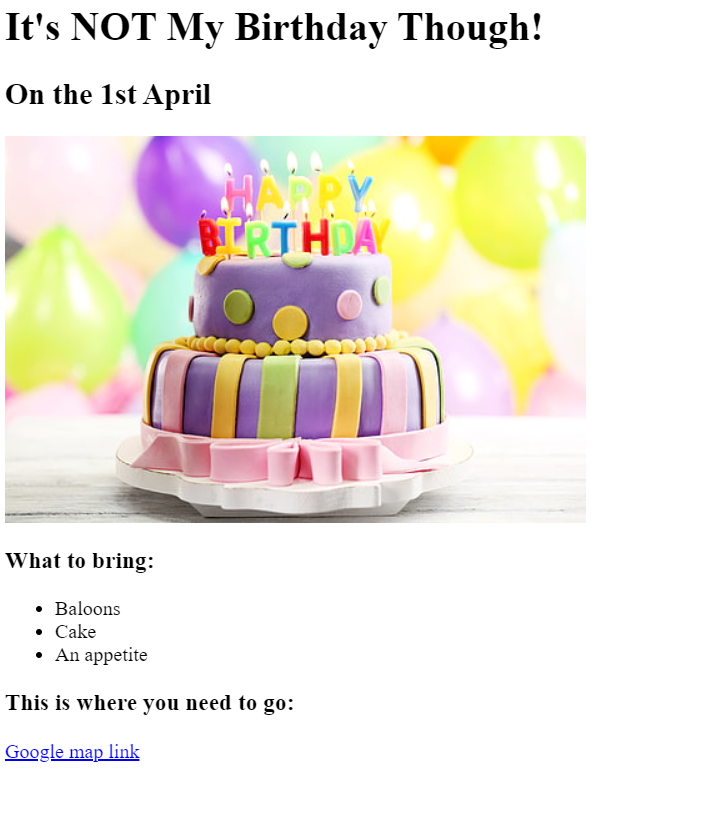 It's NOT My Birthday Though!
On the 1st April
HAPPY
BIRTHDAY
What to bring:
Baloons
Cake
An appetite
This is where you need to go:
Google map link